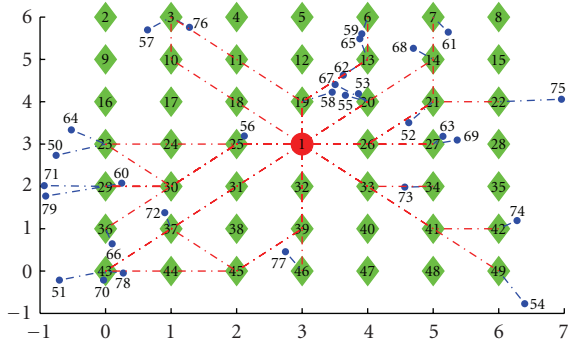 6 2 3 76 4 5 59 6 7 8
57 65 61
5 9 10 11 12 62 13 68 14 15
67 53 75
4 16 17 18 19 58 55 20 21 22
64 56 52 63 69
3 50 23 24 25 1 26 27 28
71 60
2 79 29 30 31 32 33 73 34 35
72 74
1 36 37 38 39 40 41 42
66 77
0 43 44 45 46 47 48 49
51 70 78 54
−1
−1 0 1 2 3 4 5 6 7